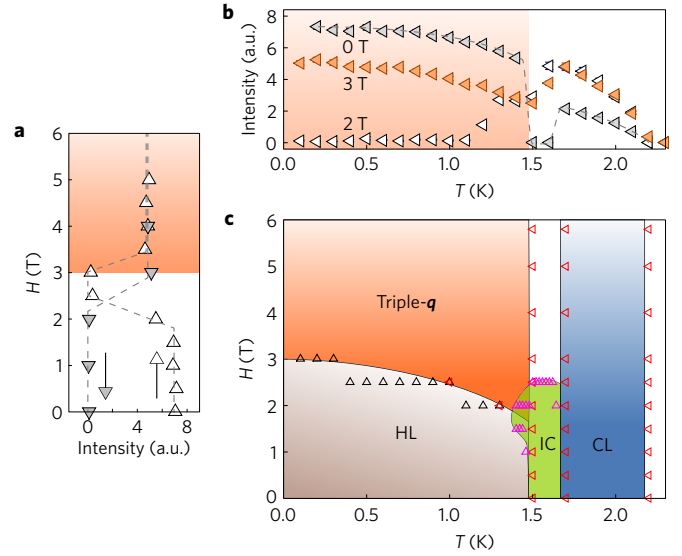 b
8
6
4
2
0
Intensity (a.u.)
0 T
3 T
2 T
0.0 0.5 1.0 1.5 2.0
T (K)
a
6
5
4
3
2
1
0
H (T)
0 4 8
Intensity (a.u.)
c
6
5
4
3
2
1
0
H (T)
Triple-q
HL
IC
CL
0.0 0.5 1.0 1.5 2.0
T (K)